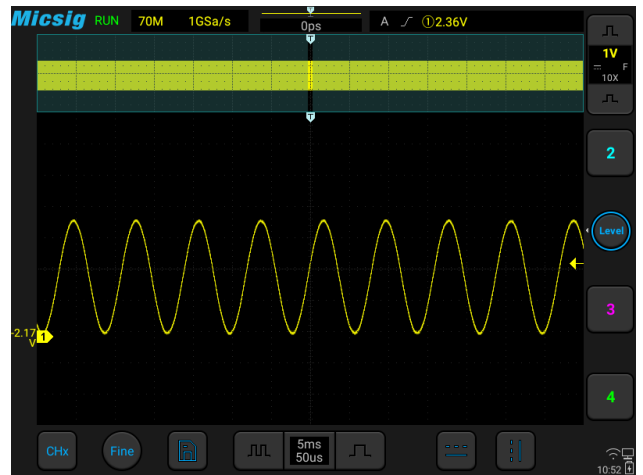 Micsig RUN 70M 1GSa/s 0ps A ①2.36V
T
1V
F
10X
T
2
Level
-2.17
V
1
3
4
CHx
Fine
5ms
50us
10:52